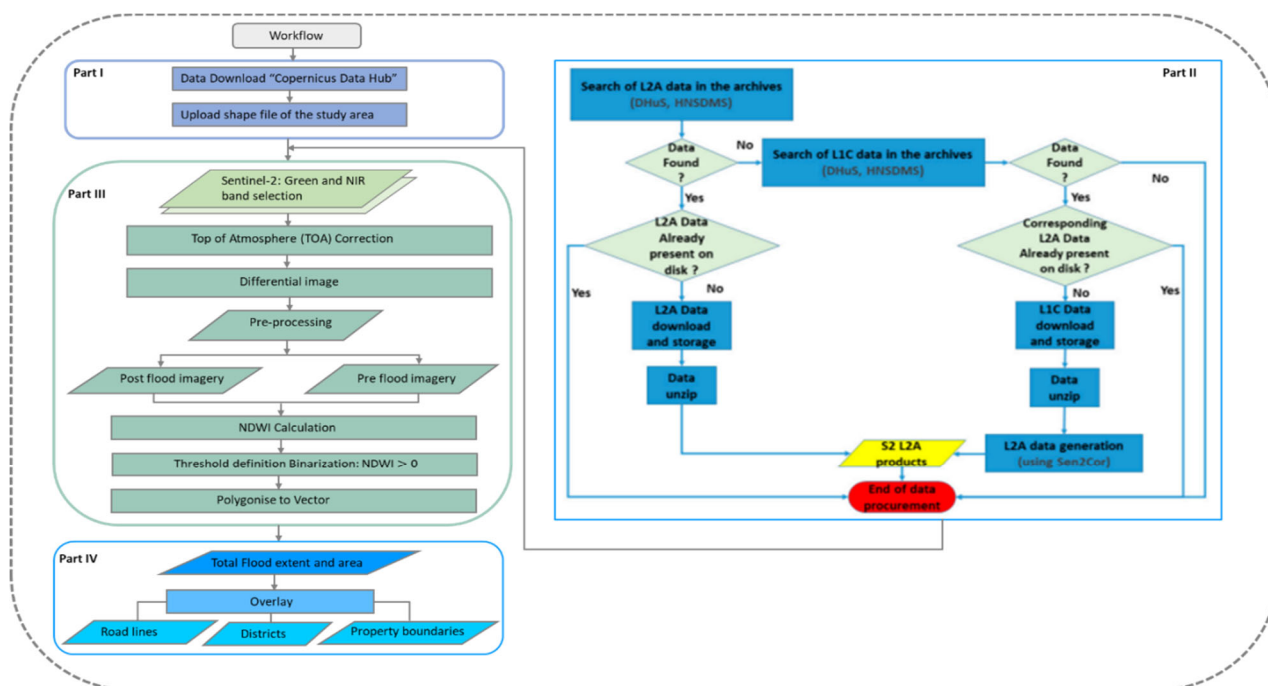 Workflow
Part I
Data Download “Copernicus Data Hub”
Upload shape file of the study area
Part III
Sentinel-2: Green and NIR
band selection
Top of Atmosphere (TOA) Correction
Differential image
Pre-processing
Post flood imagery
Pre flood imagery
NDWI Calculation
Threshold definition Binarization: NDWI > 0
Polygonise to Vector
Part IV
Total Flood extent and area
Overlay
Road lines
Districts
Property boundaries
Part II
Search of L2A data in the archives
(DHuS, HNSDMS)
Data
Found
?
No
Search of L1C data in the archives
(DHuS, HNSDMS)
Data
Found
?
No
Yes
Yes
L2A Data
Already
present on
disk ?
Corresponding
L2A Data
Already present
on disk ?
Yes
No
No
Yes
L2A Data
download
and storage
L1C Data
download
and storage
Data
unzip
Data
unzip
S2 L2A
products
L2A data generation
(using Sen2Cor)
End of data
procurement